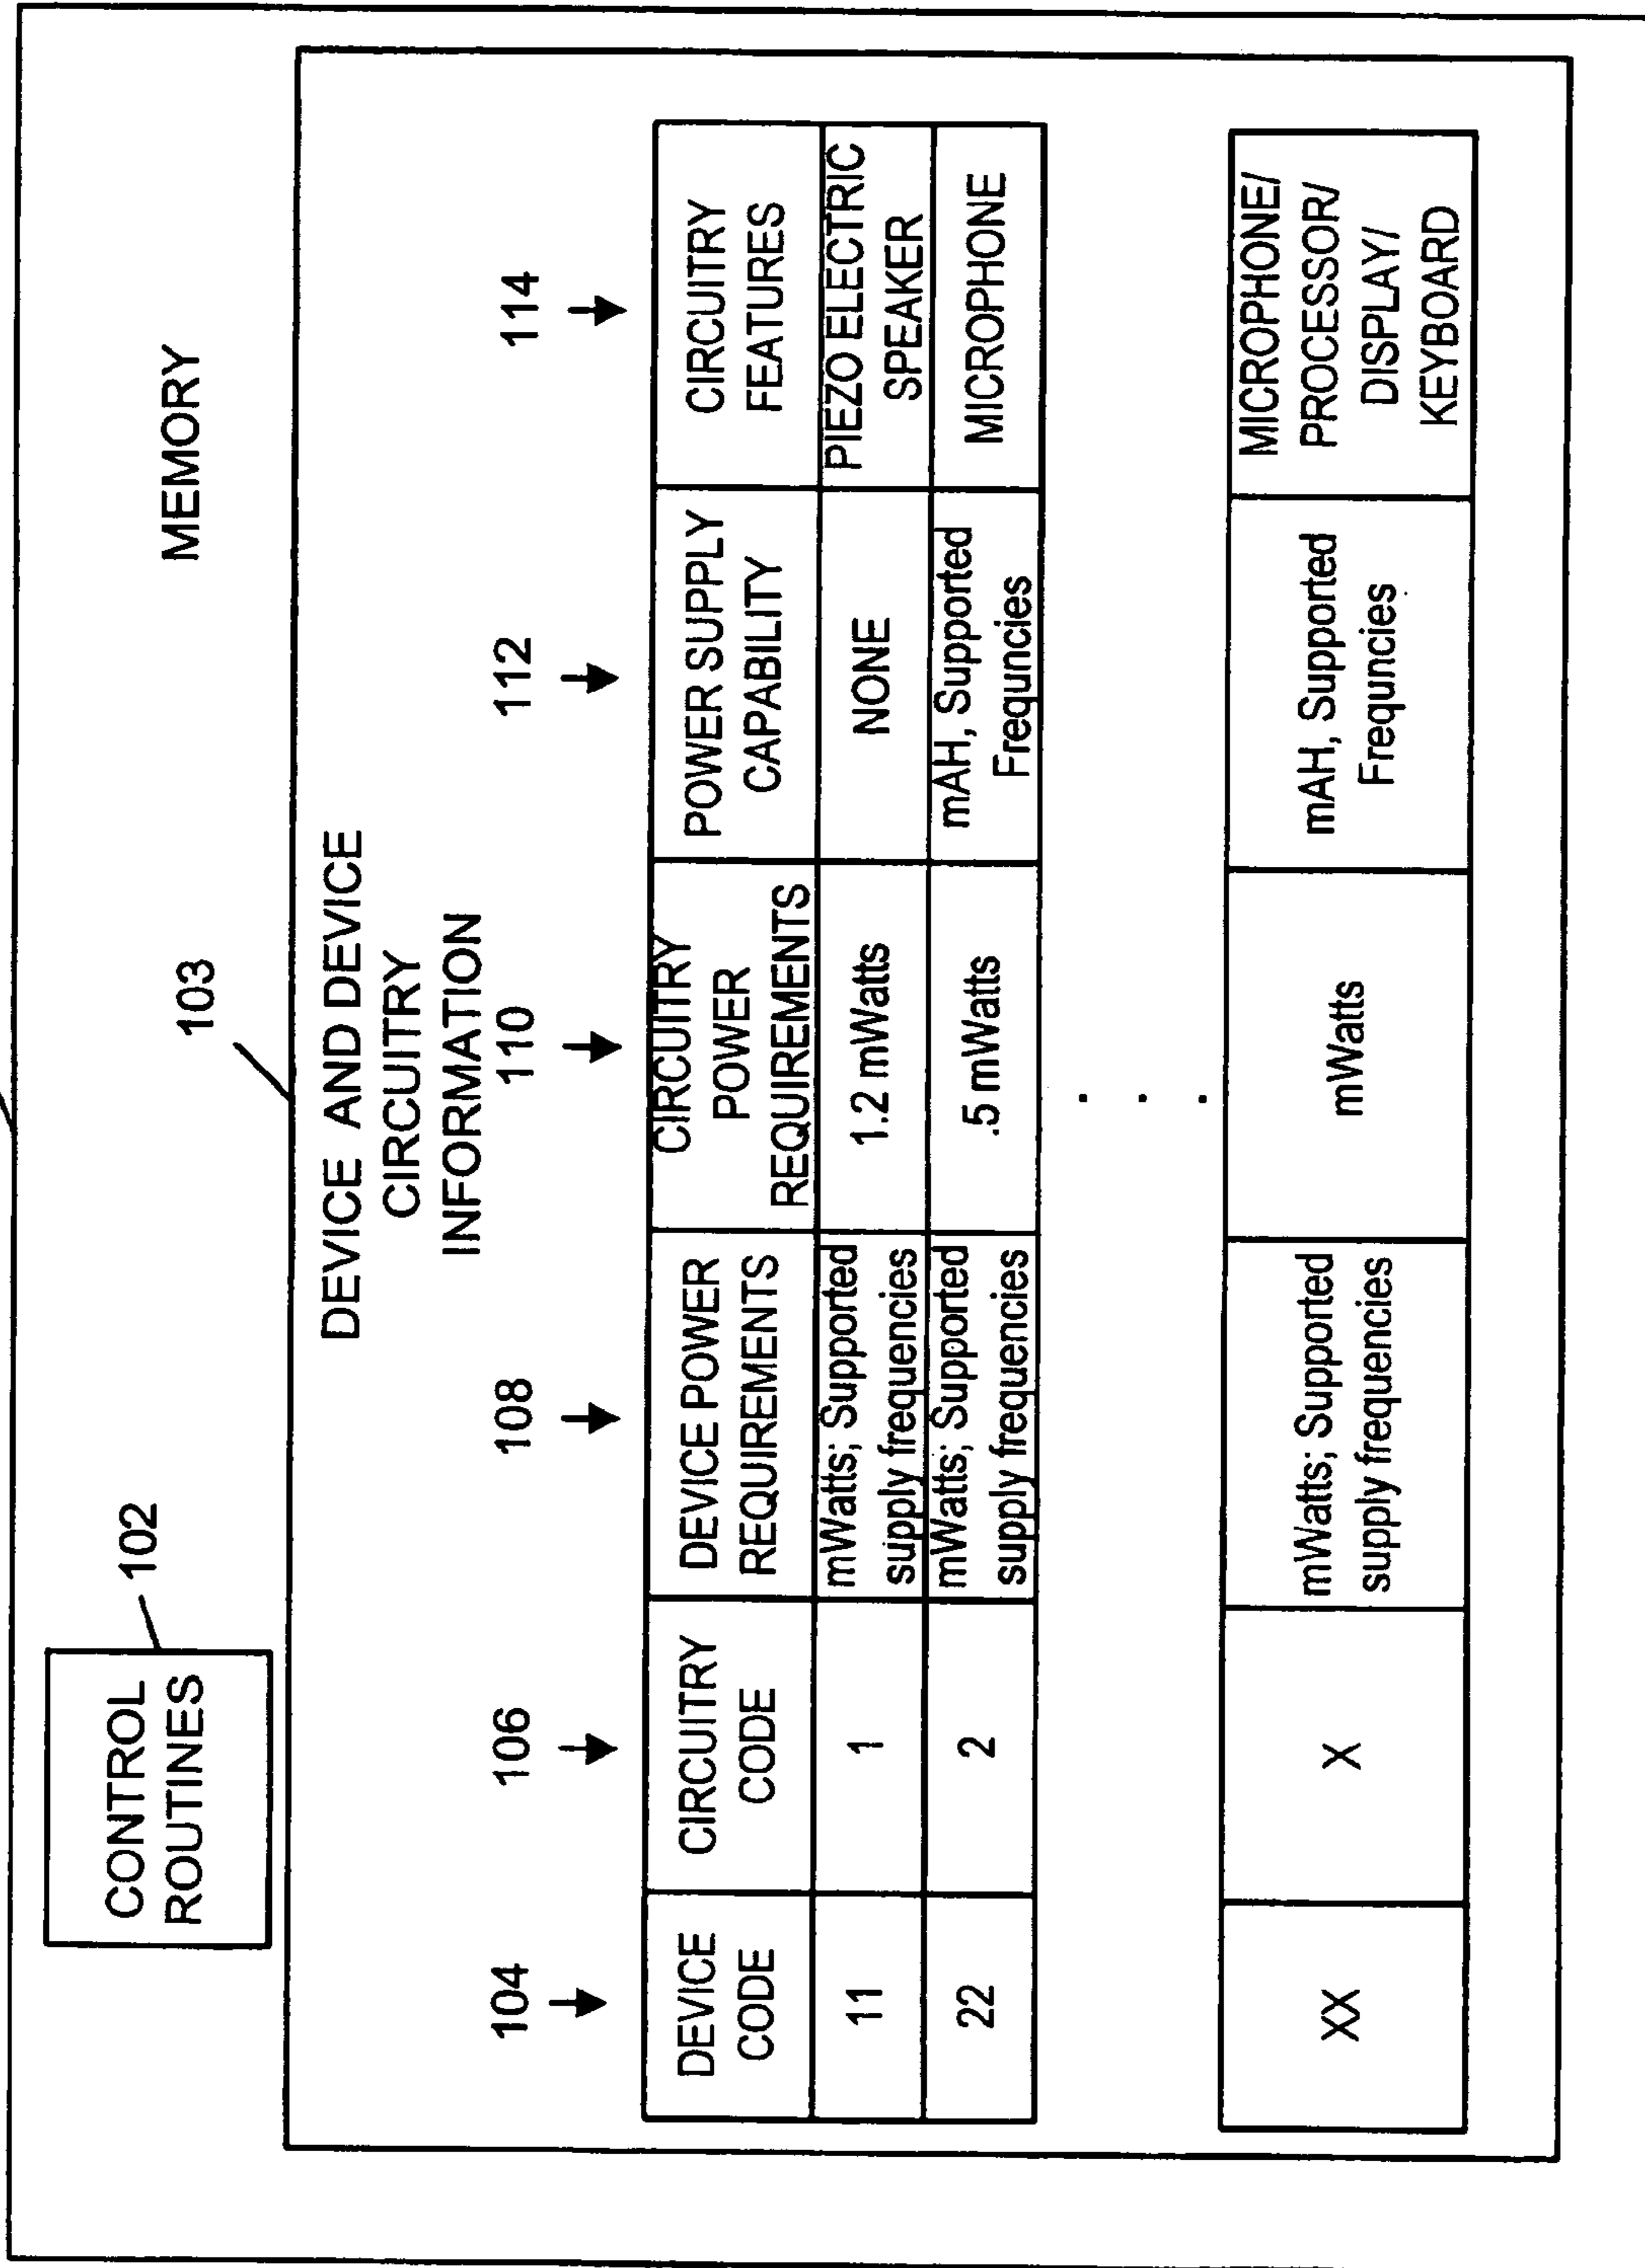 MEMORY
CONTROL
ROUTINES
102
103
DEVICE AND DEVICE
CIRCUITRY
INFORMATION
104
106
108
110
112
114
DEVICE
CODE
CIRCUITRY
CODE
DEVICE POWER
REQUIREMENTS
CIRCUITRY
POWER
REQUIREMENTS
POWER SUPPLY
CAPABILITY
CIRCUITRY
FEATURES
11
1
mWatts; Supported
supply frequencies
1.2 mWatts
NONE
PIEZO ELECTRIC
SPEAKER
22
2
mWatts; Supported
supply frequencies
.5 mWatts
mAH, Supported
Frequncies
MICROPHONE
. . .
XX
X
mWatts; Supported
supply frequencies
mWatts
mAH, Supported
Frequncies
MICROPHONE/
PROCESSOR/
DISPLAY/
KEYBOARD